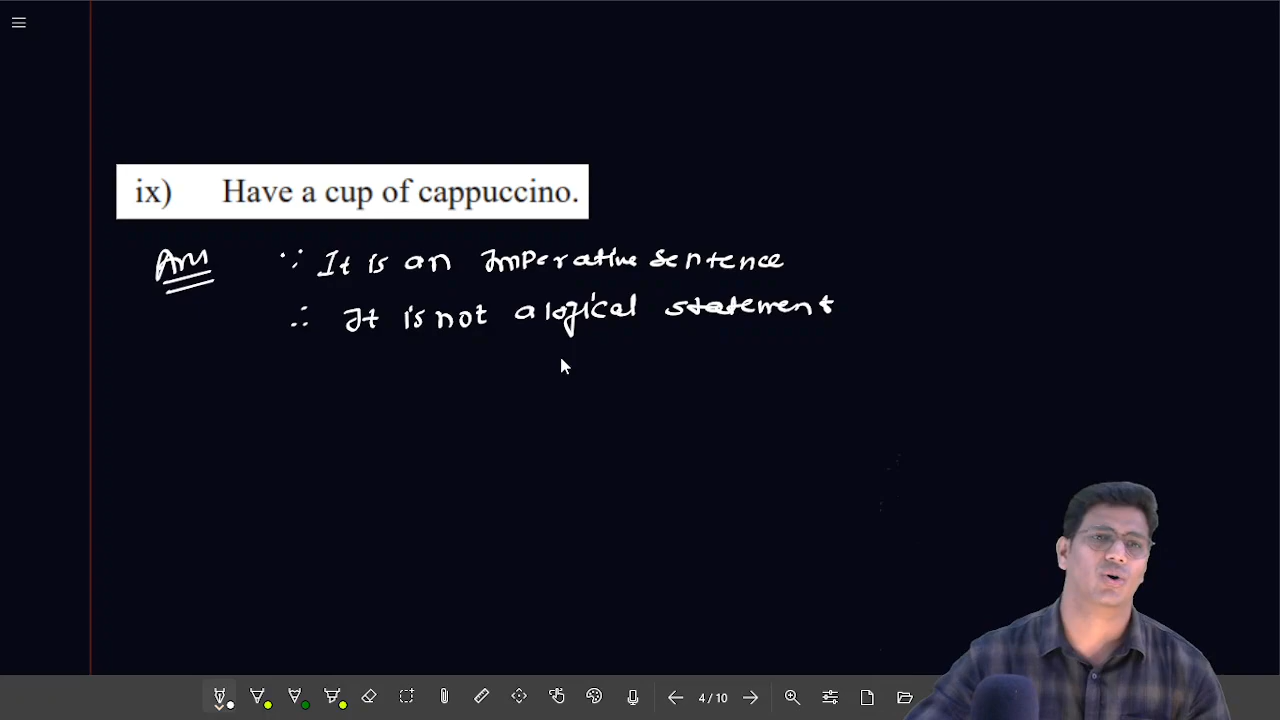 ix) Have a cup of cappuccino.
Ans ∵ It is an Imperative Sentence
∴ It is not a logical statement
4/10